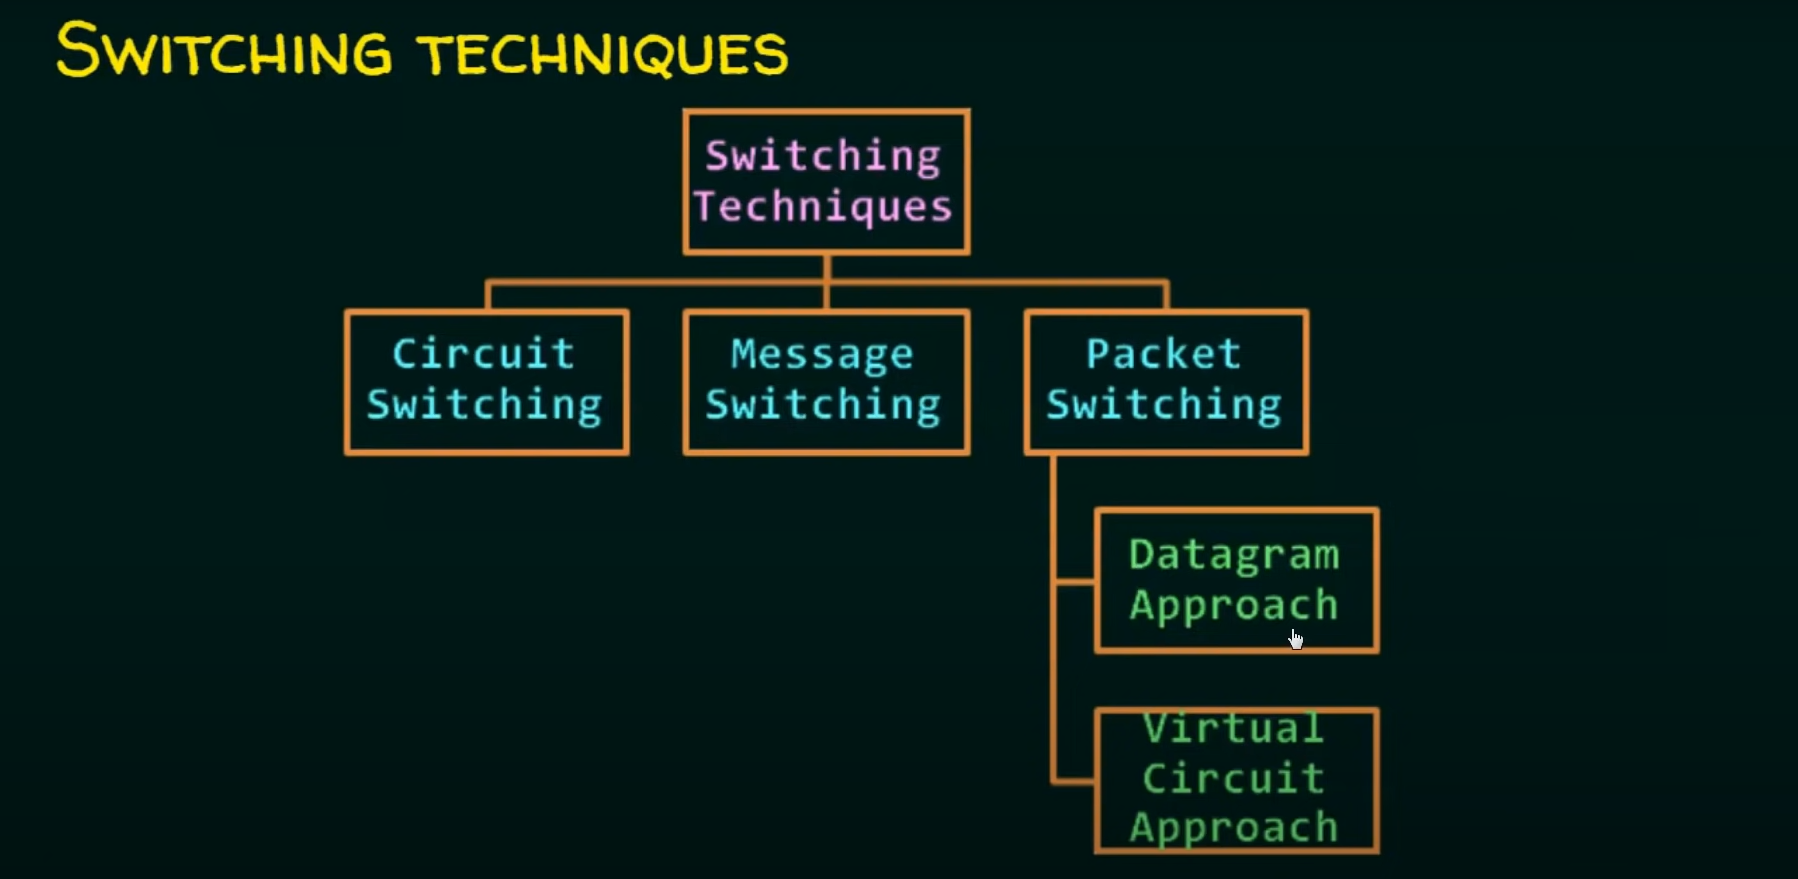 SWITCHING TECHNIQUES
Switching
Techniques
Circuit
Switching
Message
Switching
Packet
Switching
Datagram
Approach
Virtual
Circuit
Approach